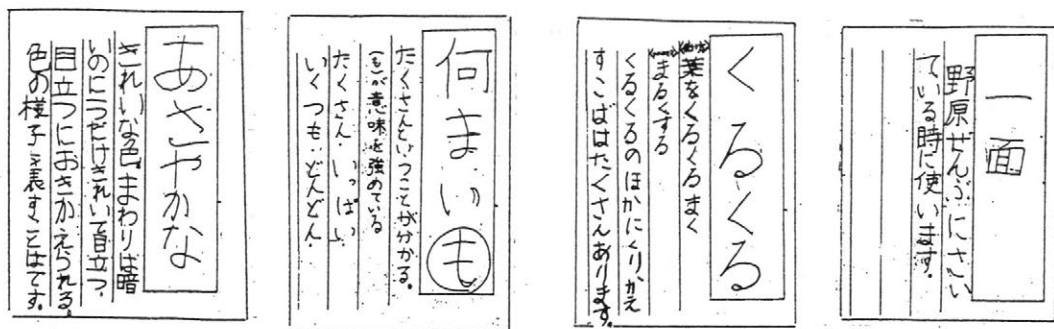 一面
野原ぜんぶにさい
ている時に使います。
くるくる
葉をくるくるまく
まるくする
くるくるのほかにくりかえ
すことばはたくさんあります。
何まいも
たくさんということが分かる。
(も)が意味を強めている
たくさん・いっぱい・
いくつも・どんどん・
あざやかな
きれいな色まわりは暗
いのに1つだけきれいで目立つ・
目立つにおきかえられる。
色の様子を表すことばです。